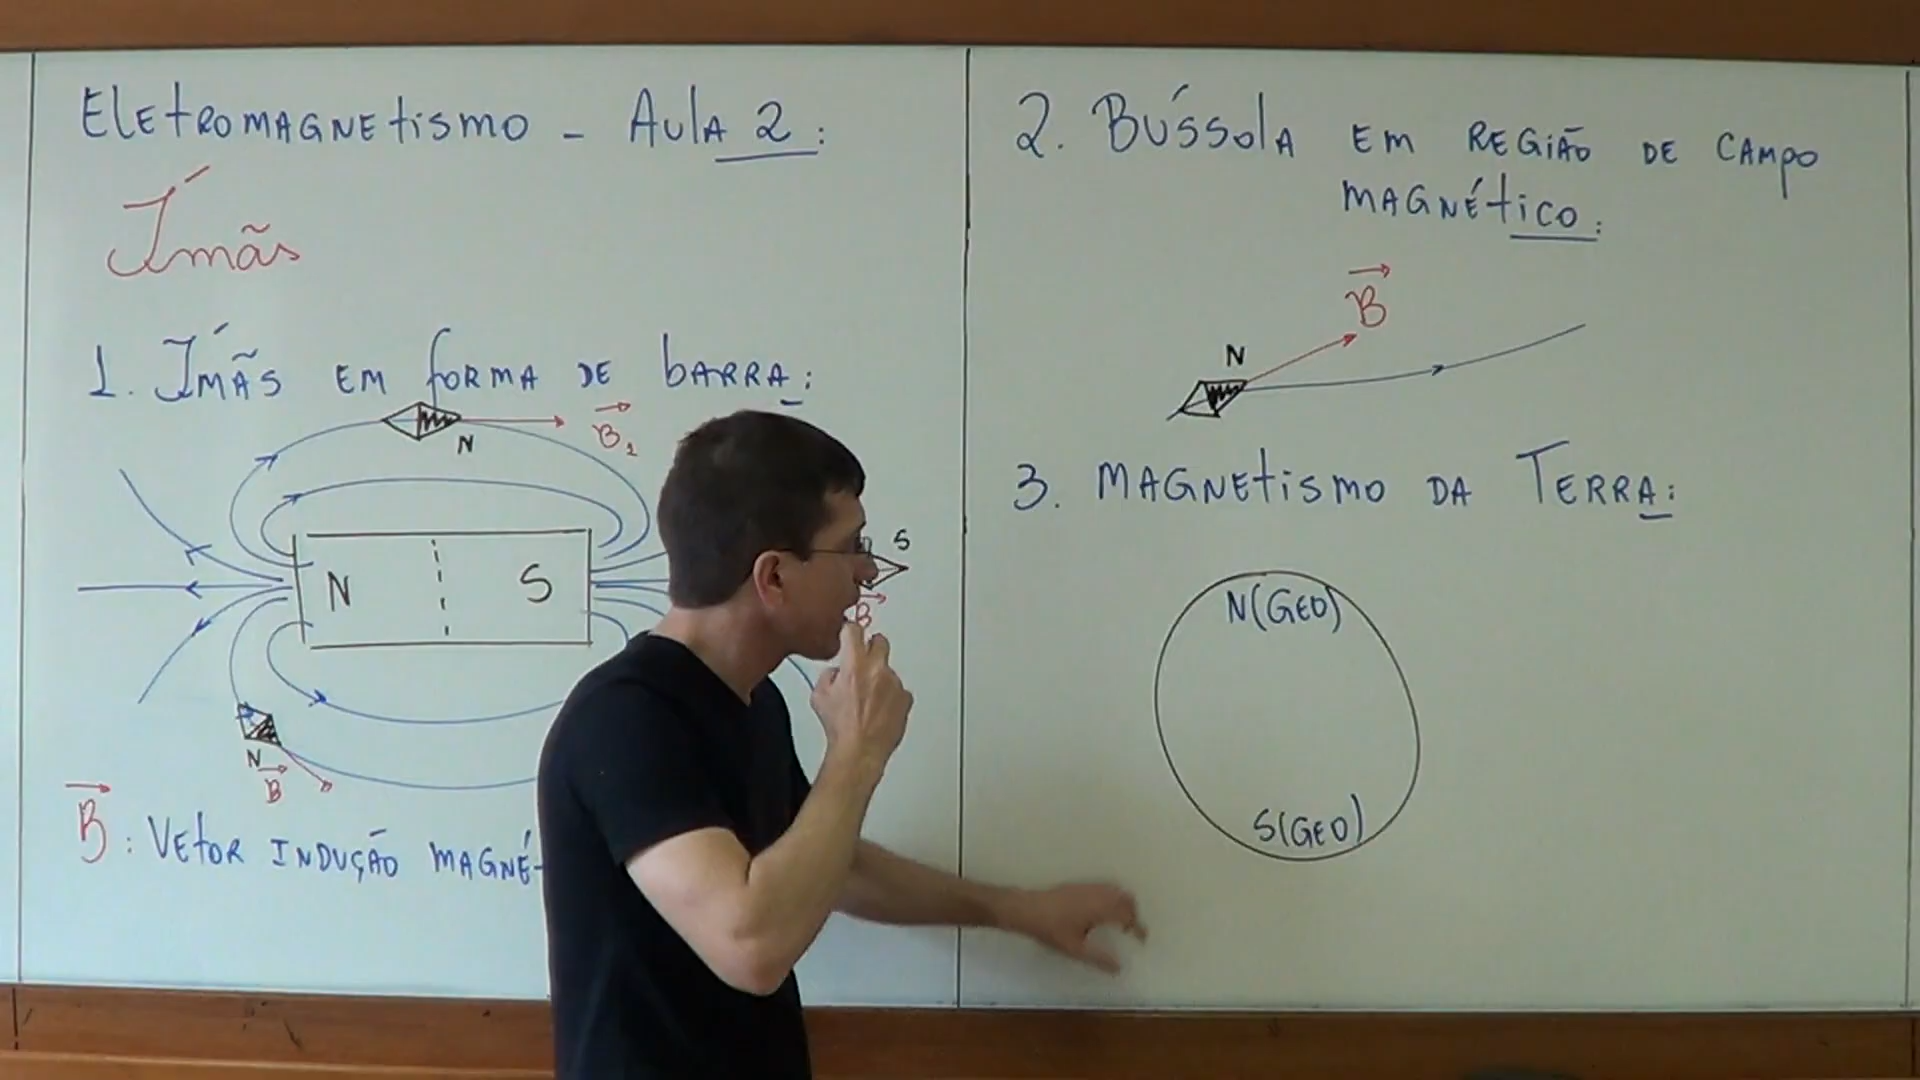 Eletromagnetismo - Aula 2:
Ímãs
1. Ímãs em forma de barra:
N
B₁
N
S
S
B
N
B
B: Vetor indução magné
2. Bússola em região de campo
magnético:
B
N
3. Magnetismo da Terra:
N(Geo)
S(Geo)